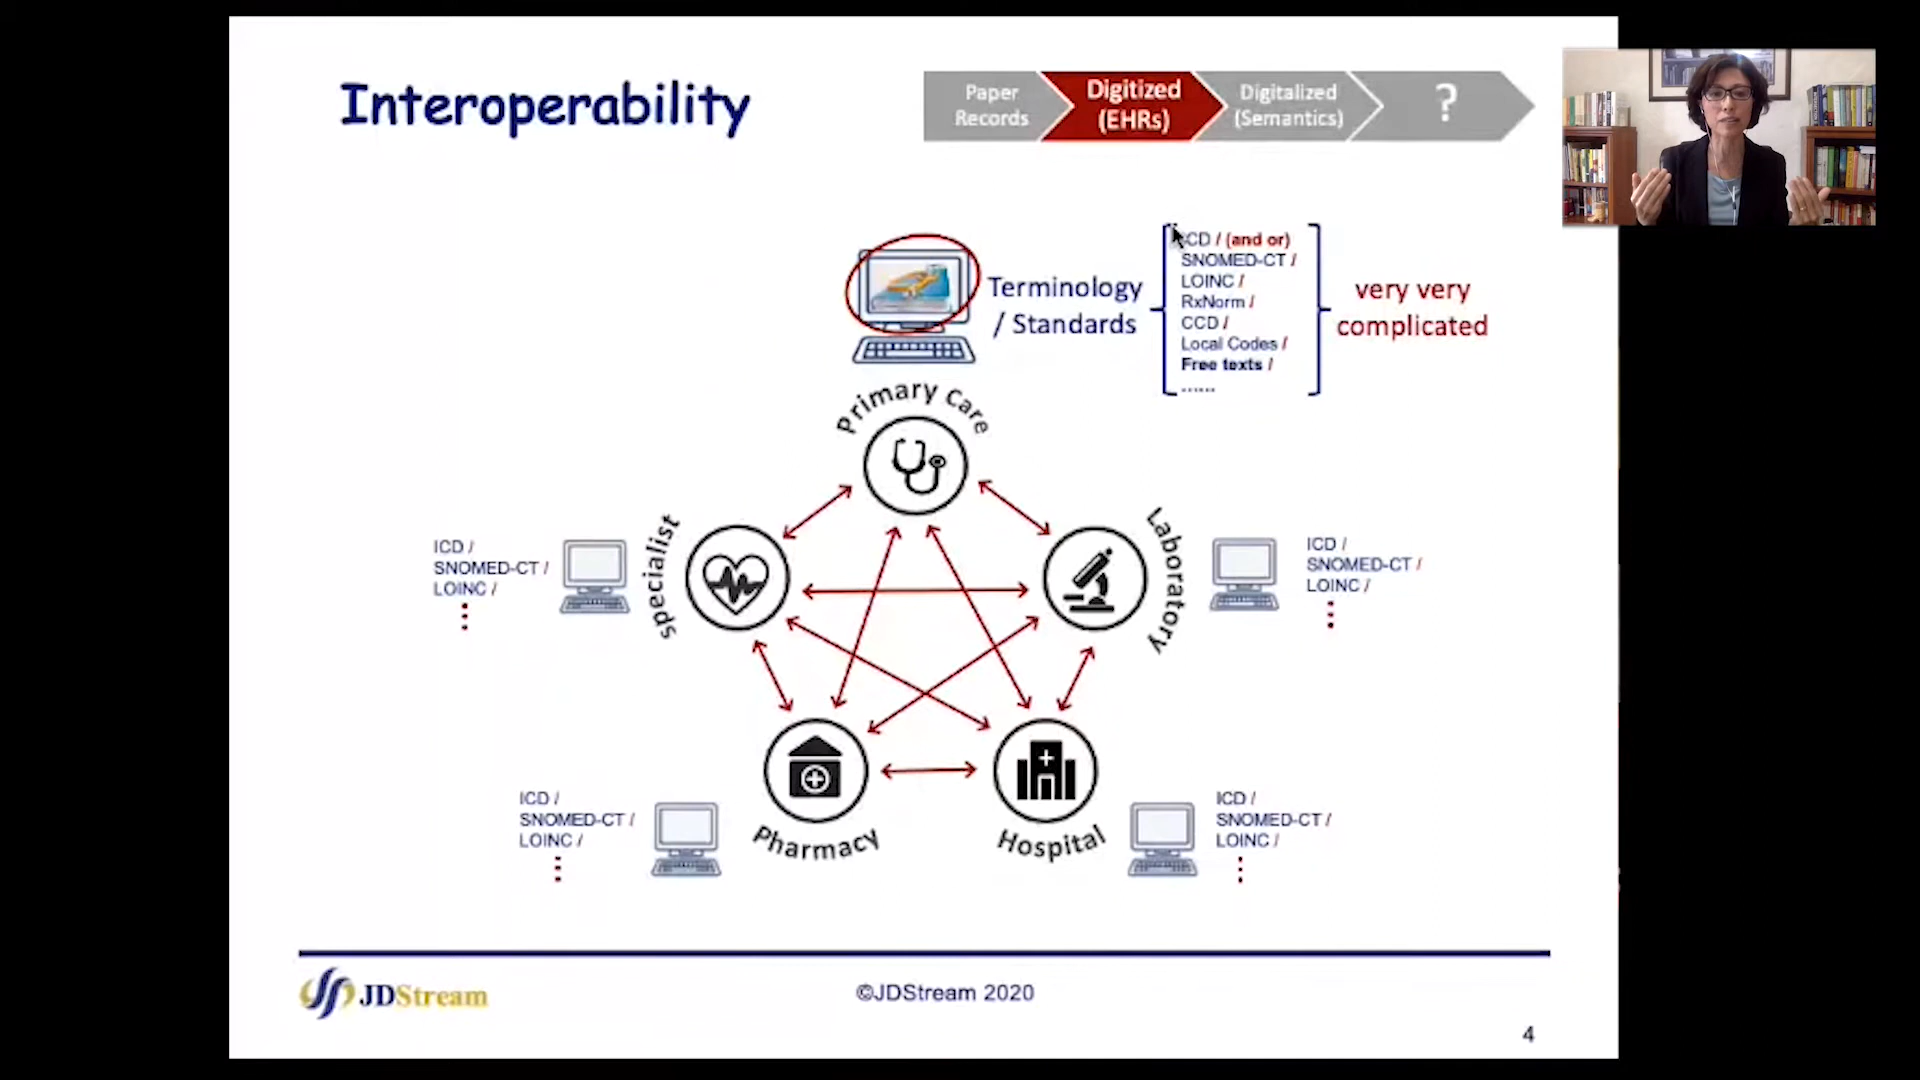 Interoperability
Paper
Records
Digitized
(EHRs)
Digitalized
(Semantics)
?
Terminology
/ Standards
CD / (and or)
SNOMED-CT /
LOINC /
RxNorm /
CCD /
Local Codes /
Free texts /
......
very very
complicated
Primary Care
specialist
Laboratory
Pharmacy
Hospital
ICD /
SNOMED-CT /
LOINC /
ICD /
SNOMED-CT /
LOINC /
ICD /
SNOMED-CT /
LOINC /
ICD /
SNOMED-CT /
LOINC /
JDStream
©JDStream 2020
4